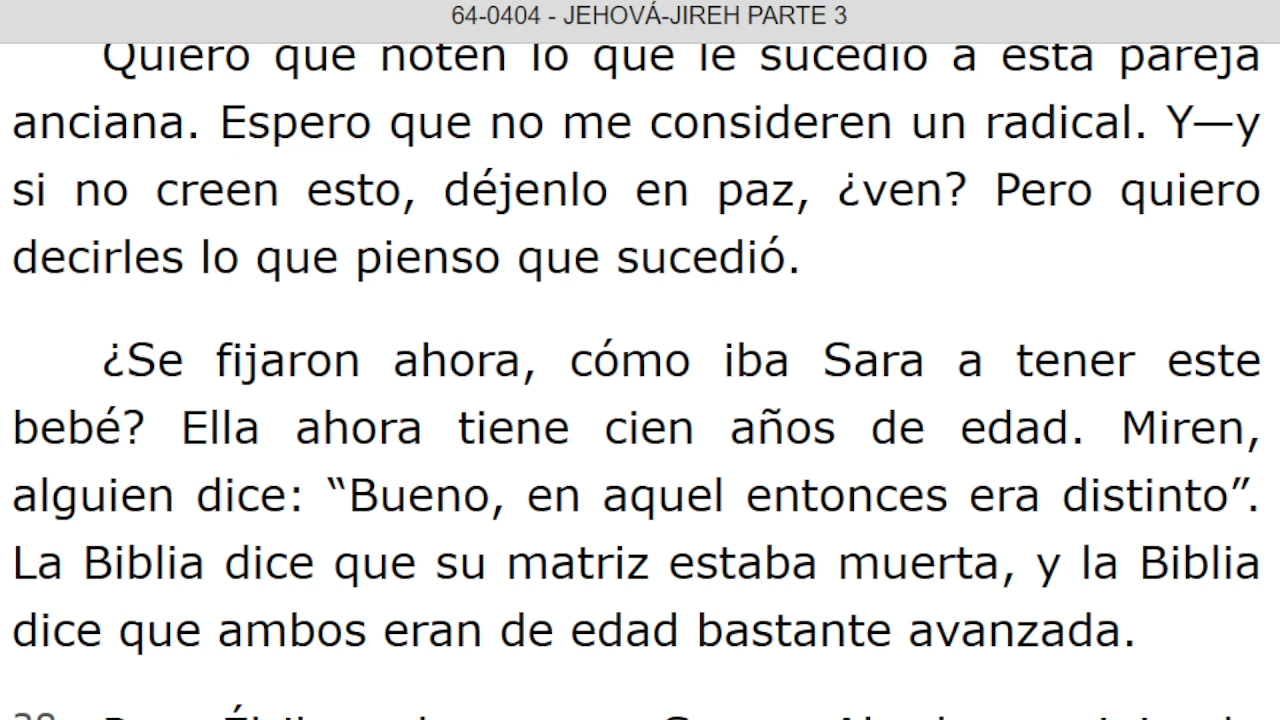 64-0404 - JEHOVÁ-JIREH PARTE 3
Quiero que noten lo que le sucedió a esta pareja
anciana. Espero que no me consideren un radical. Y—y
si no creen esto, déjenlo en paz, ¿ven? Pero quiero
decirles lo que pienso que sucedió.
¿Se fijaron ahora, cómo iba Sara a tener este
bebé? Ella ahora tiene cien años de edad. Miren,
alguien dice: “Bueno, en aquel entonces era distinto”.
La Biblia dice que su matriz estaba muerta, y la Biblia
dice que ambos eran de edad bastante avanzada.